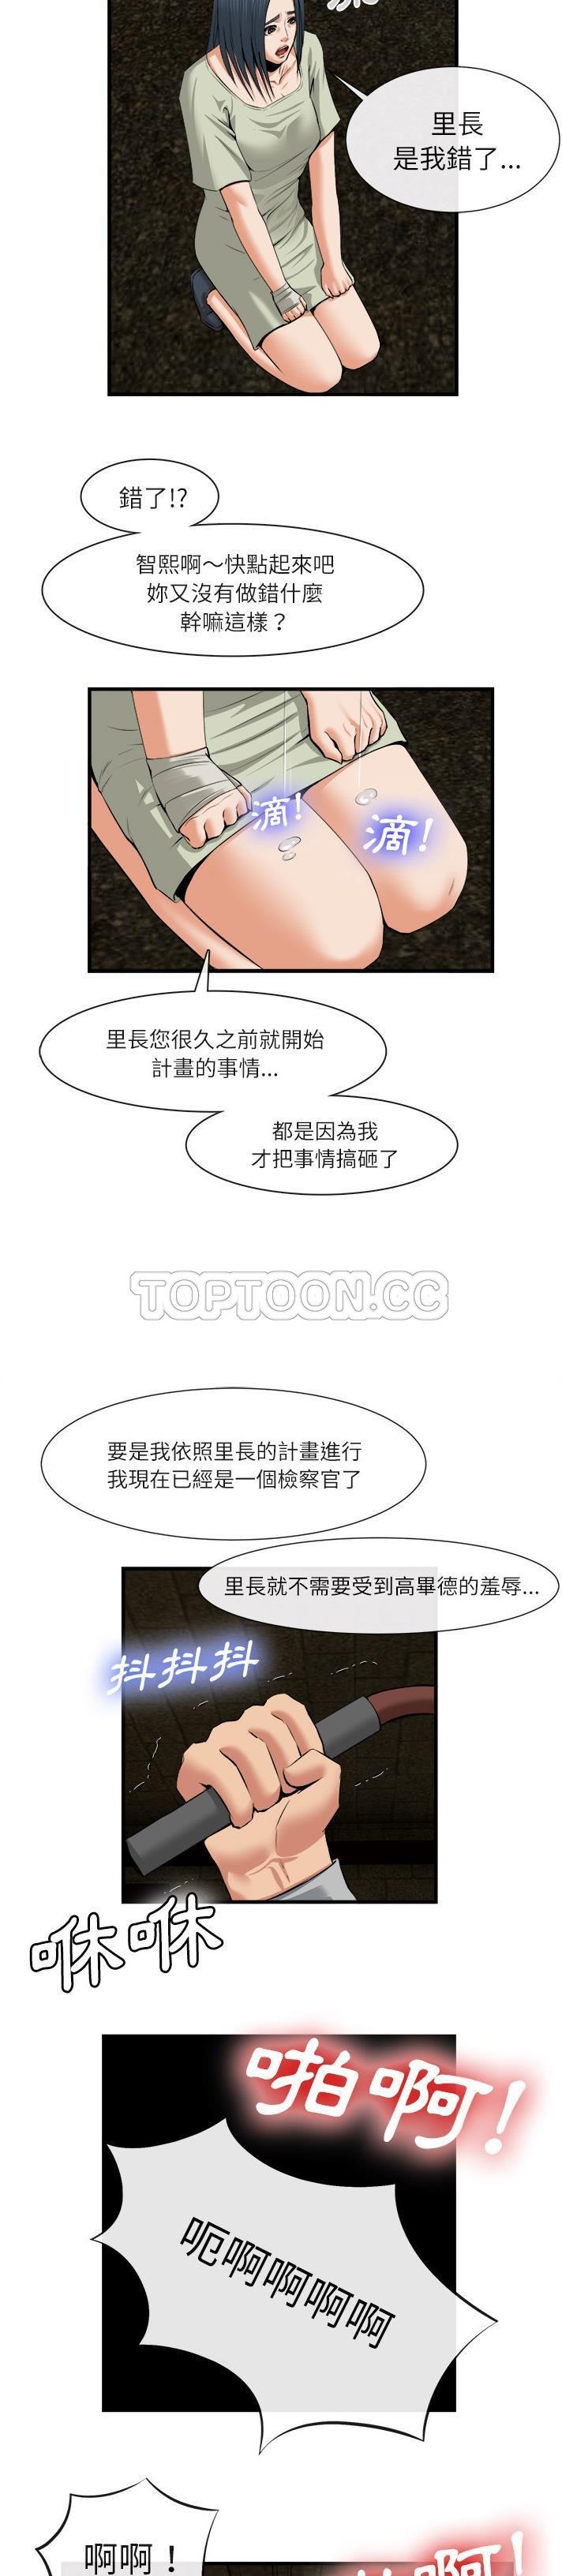 里長
是我錯了...
錯了!?
智熙啊～快點起來吧
妳又沒有做錯什麼
幹嘛這樣？
滴!
滴!
里長您很久之前就開始
計畫的事情...
都是因為我
才把事情搞砸了
TOPTOON.CC
要是我依照里長的計畫進行
我現在已經是一個檢察官了
里長就不需要受到高畢德的羞辱...
抖抖抖
咻咻
啪啊!
呃啊啊啊啊
啊啊！